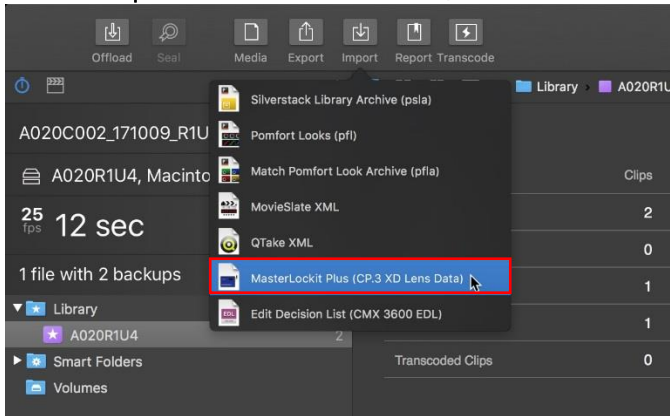 Offload
Seal
Media
Export
Import
Report
Transcode
Library
A020R1U
A020C002_171009_R1U
A020R1U4, Macinto
25
fps
12 sec
1 file with 2 backups
Library
A020R1U4
2
Smart Folders
Volumes
Silverstack Library Archive (psla)
Pomfort Looks (pfl)
Match Pomfort Look Archive (pfla)
MovieSlate XML
QTake XML
MasterLockit Plus (CP.3 XD Lens Data)
EDL
Edit Decision List (CMX 3600 EDL)
Clips
2
0
1
1
Transcoded Clips
0